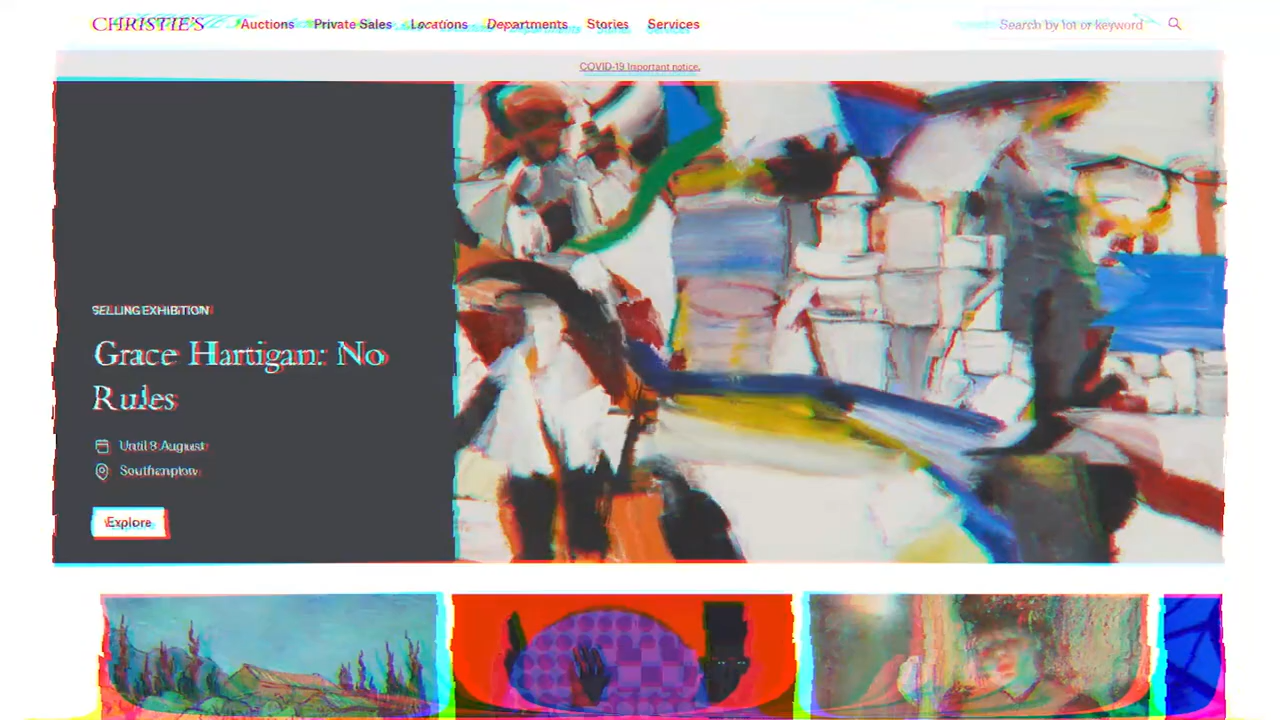 CHRISTIE'S
Auctions Private Sales Locations Departments Stories Services
Search by lot or keyword
COVID-19 Important notice.
SELLING EXHIBITION
Grace Hartigan: No
Rules
Until 8 August
Southampton
Explore